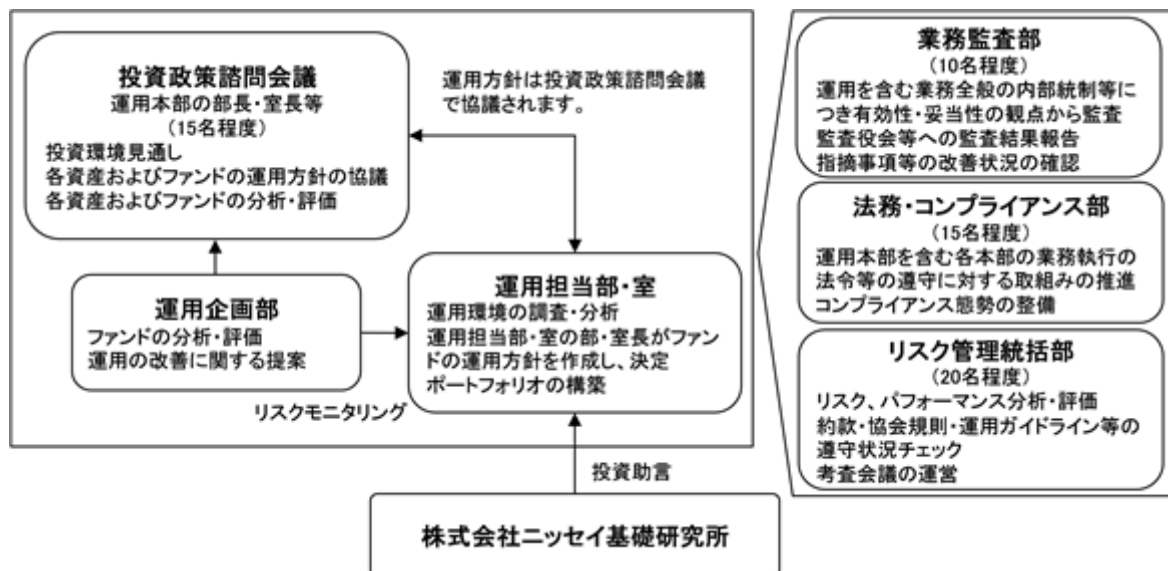 投資政策諮問会議
運用本部の部長・室長等
(15名程度)
投資環境見通し
各資産およびファンドの運用方針の協議
各資産およびファンドの分析・評価
運用方針は投資政策諮問会議
で協議されます。
運用企画部
ファンドの分析・評価
運用の改善に関する提案
運用担当部・室
運用環境の調査・分析
運用担当部・室の部・室長がファン
ドの運用方針を作成し、決定
ポートフォリオの構築
リスクモニタリング
投資助言
株式会社ニッセイ基礎研究所
業務監査部
(10名程度)
運用を含む業務全般の内部統制等に
つき有効性・妥当性の観点から監査
監査役会等への監査結果報告
指摘事項等の改善状況の確認
法務・コンプライアンス部
(15名程度)
運用本部を含む各本部の業務執行の
法令等の遵守に対する取組みの推進
コンプライアンス態勢の整備
リスク管理統括部
(20名程度)
リスク、パフォーマンス分析・評価
約款・協会規則・運用ガイドライン等の
遵守状況チェック
考査会議の運営